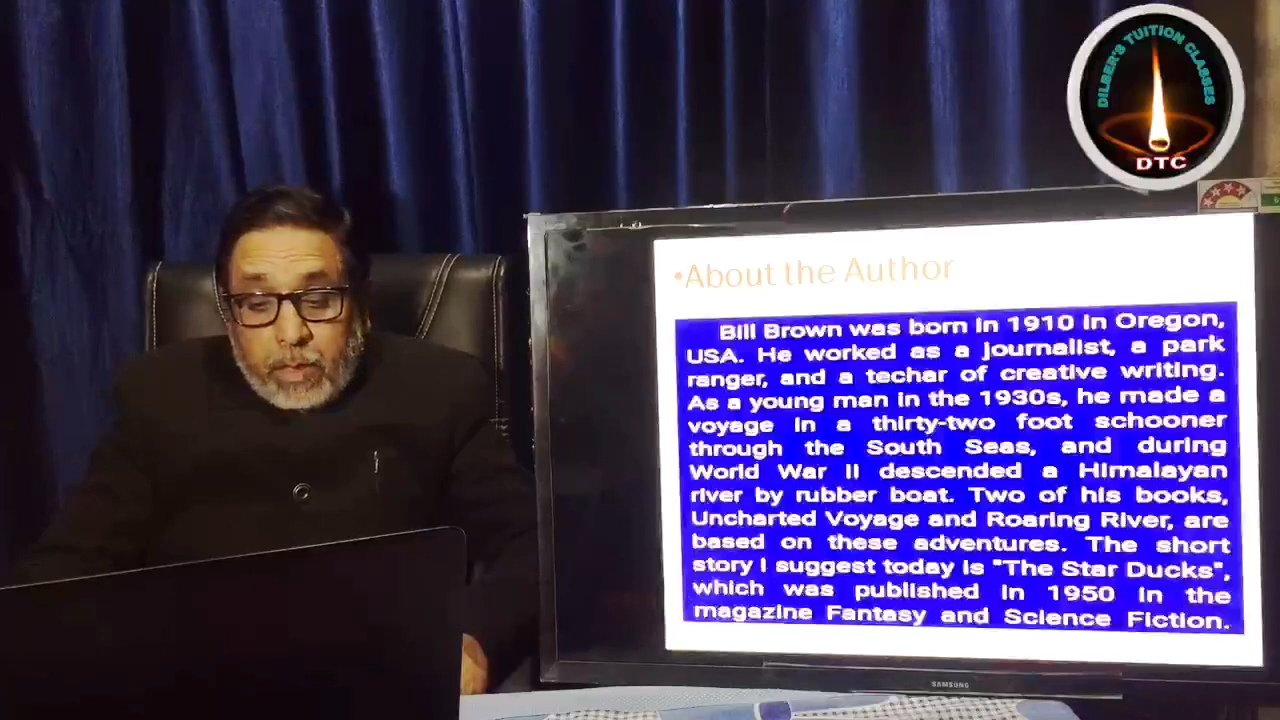 DILBER'S TUITION CLASSES
DTC
•About the Author
Bill Brown was born in 1910 in Oregon,
USA. He worked as a journalist, a park
ranger, and a techar of creative writing.
As a young man in the 1930s, he made a
voyage in a thirty-two foot schooner
through the South Seas, and during
World War II descended a Himalayan
river by rubber boat. Two of his books,
Uncharted Voyage and Roaring River, are
based on these adventures. The short
story I suggest today is "The Star Ducks",
which was published in 1950 in the
magazine Fantasy and Science Fiction.
SAMSUNG